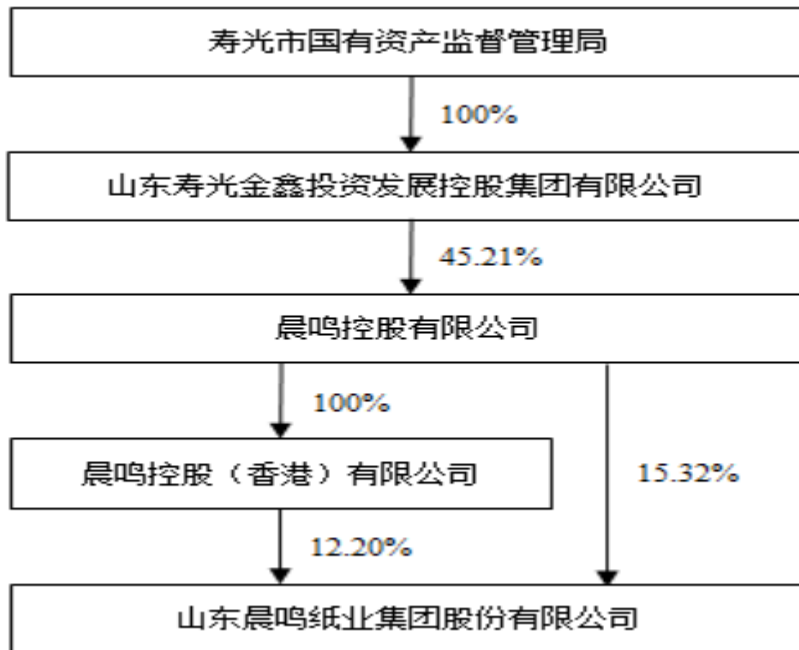 寿光市国有资产监督管理局
100%
山东寿光金鑫投资发展控股集团有限公司
45.21%
晨鸣控股有限公司
100%
晨鸣控股（香港）有限公司
15.32%
12.20%
山东晨鸣纸业集团股份有限公司